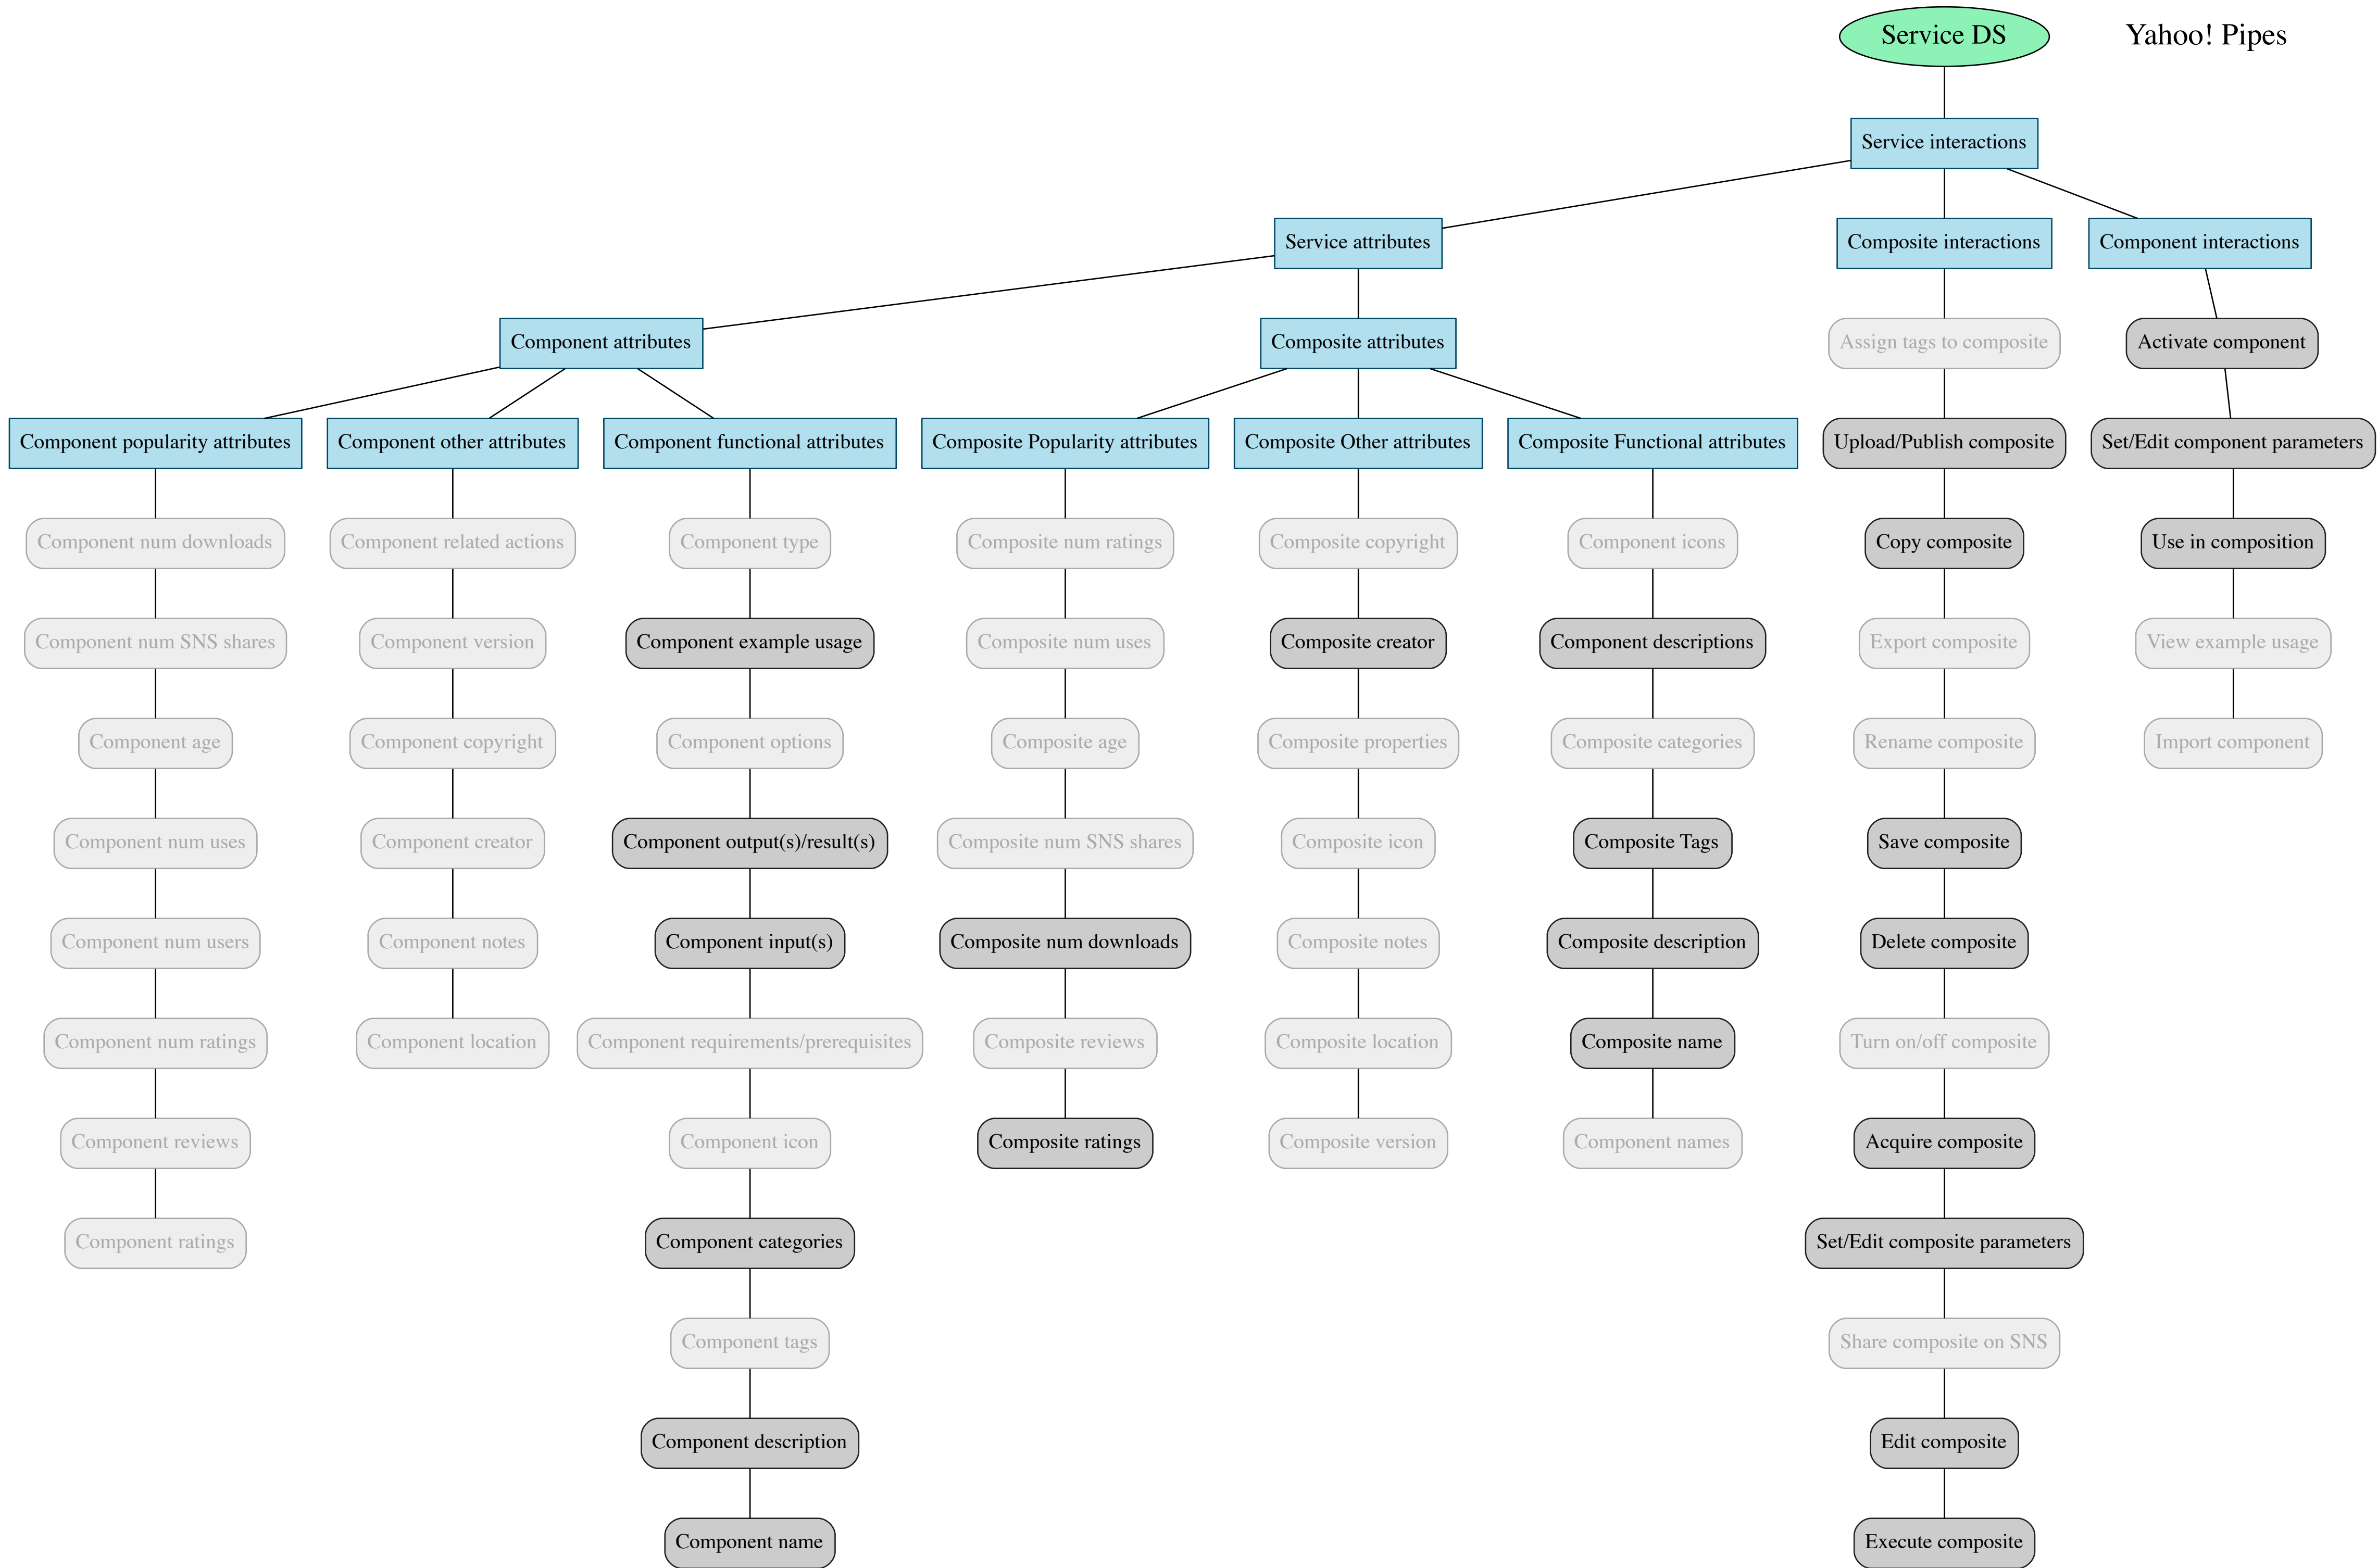 Service DS
Yahoo! Pipes
Service interactions
Service attributes
Composite interactions
Component interactions
Component attributes
Composite attributes
Assign tags to composite
Activate component
Component popularity attributes
Component other attributes
Component functional attributes
Composite Popularity attributes
Composite Other attributes
Composite Functional attributes
Upload/Publish composite
Set/Edit component parameters
Component num downloads
Component related actions
Component type
Composite num ratings
Composite copyright
Component icons
Copy composite
Use in composition
Component num SNS shares
Component version
Component example usage
Composite num uses
Composite creator
Component descriptions
Export composite
View example usage
Component age
Component copyright
Component options
Composite age
Composite properties
Composite categories
Rename composite
Import component
Component num uses
Component creator
Component output(s)/result(s)
Composite num SNS shares
Composite icon
Composite Tags
Save composite
Component num users
Component notes
Component input(s)
Composite num downloads
Composite notes
Composite description
Delete composite
Component num ratings
Component location
Component requirements/prerequisites
Composite reviews
Composite location
Composite name
Turn on/off composite
Component reviews
Component icon
Composite ratings
Composite version
Component names
Acquire composite
Component ratings
Component categories
Set/Edit composite parameters
Component tags
Share composite on SNS
Component description
Edit composite
Component name
Execute composite